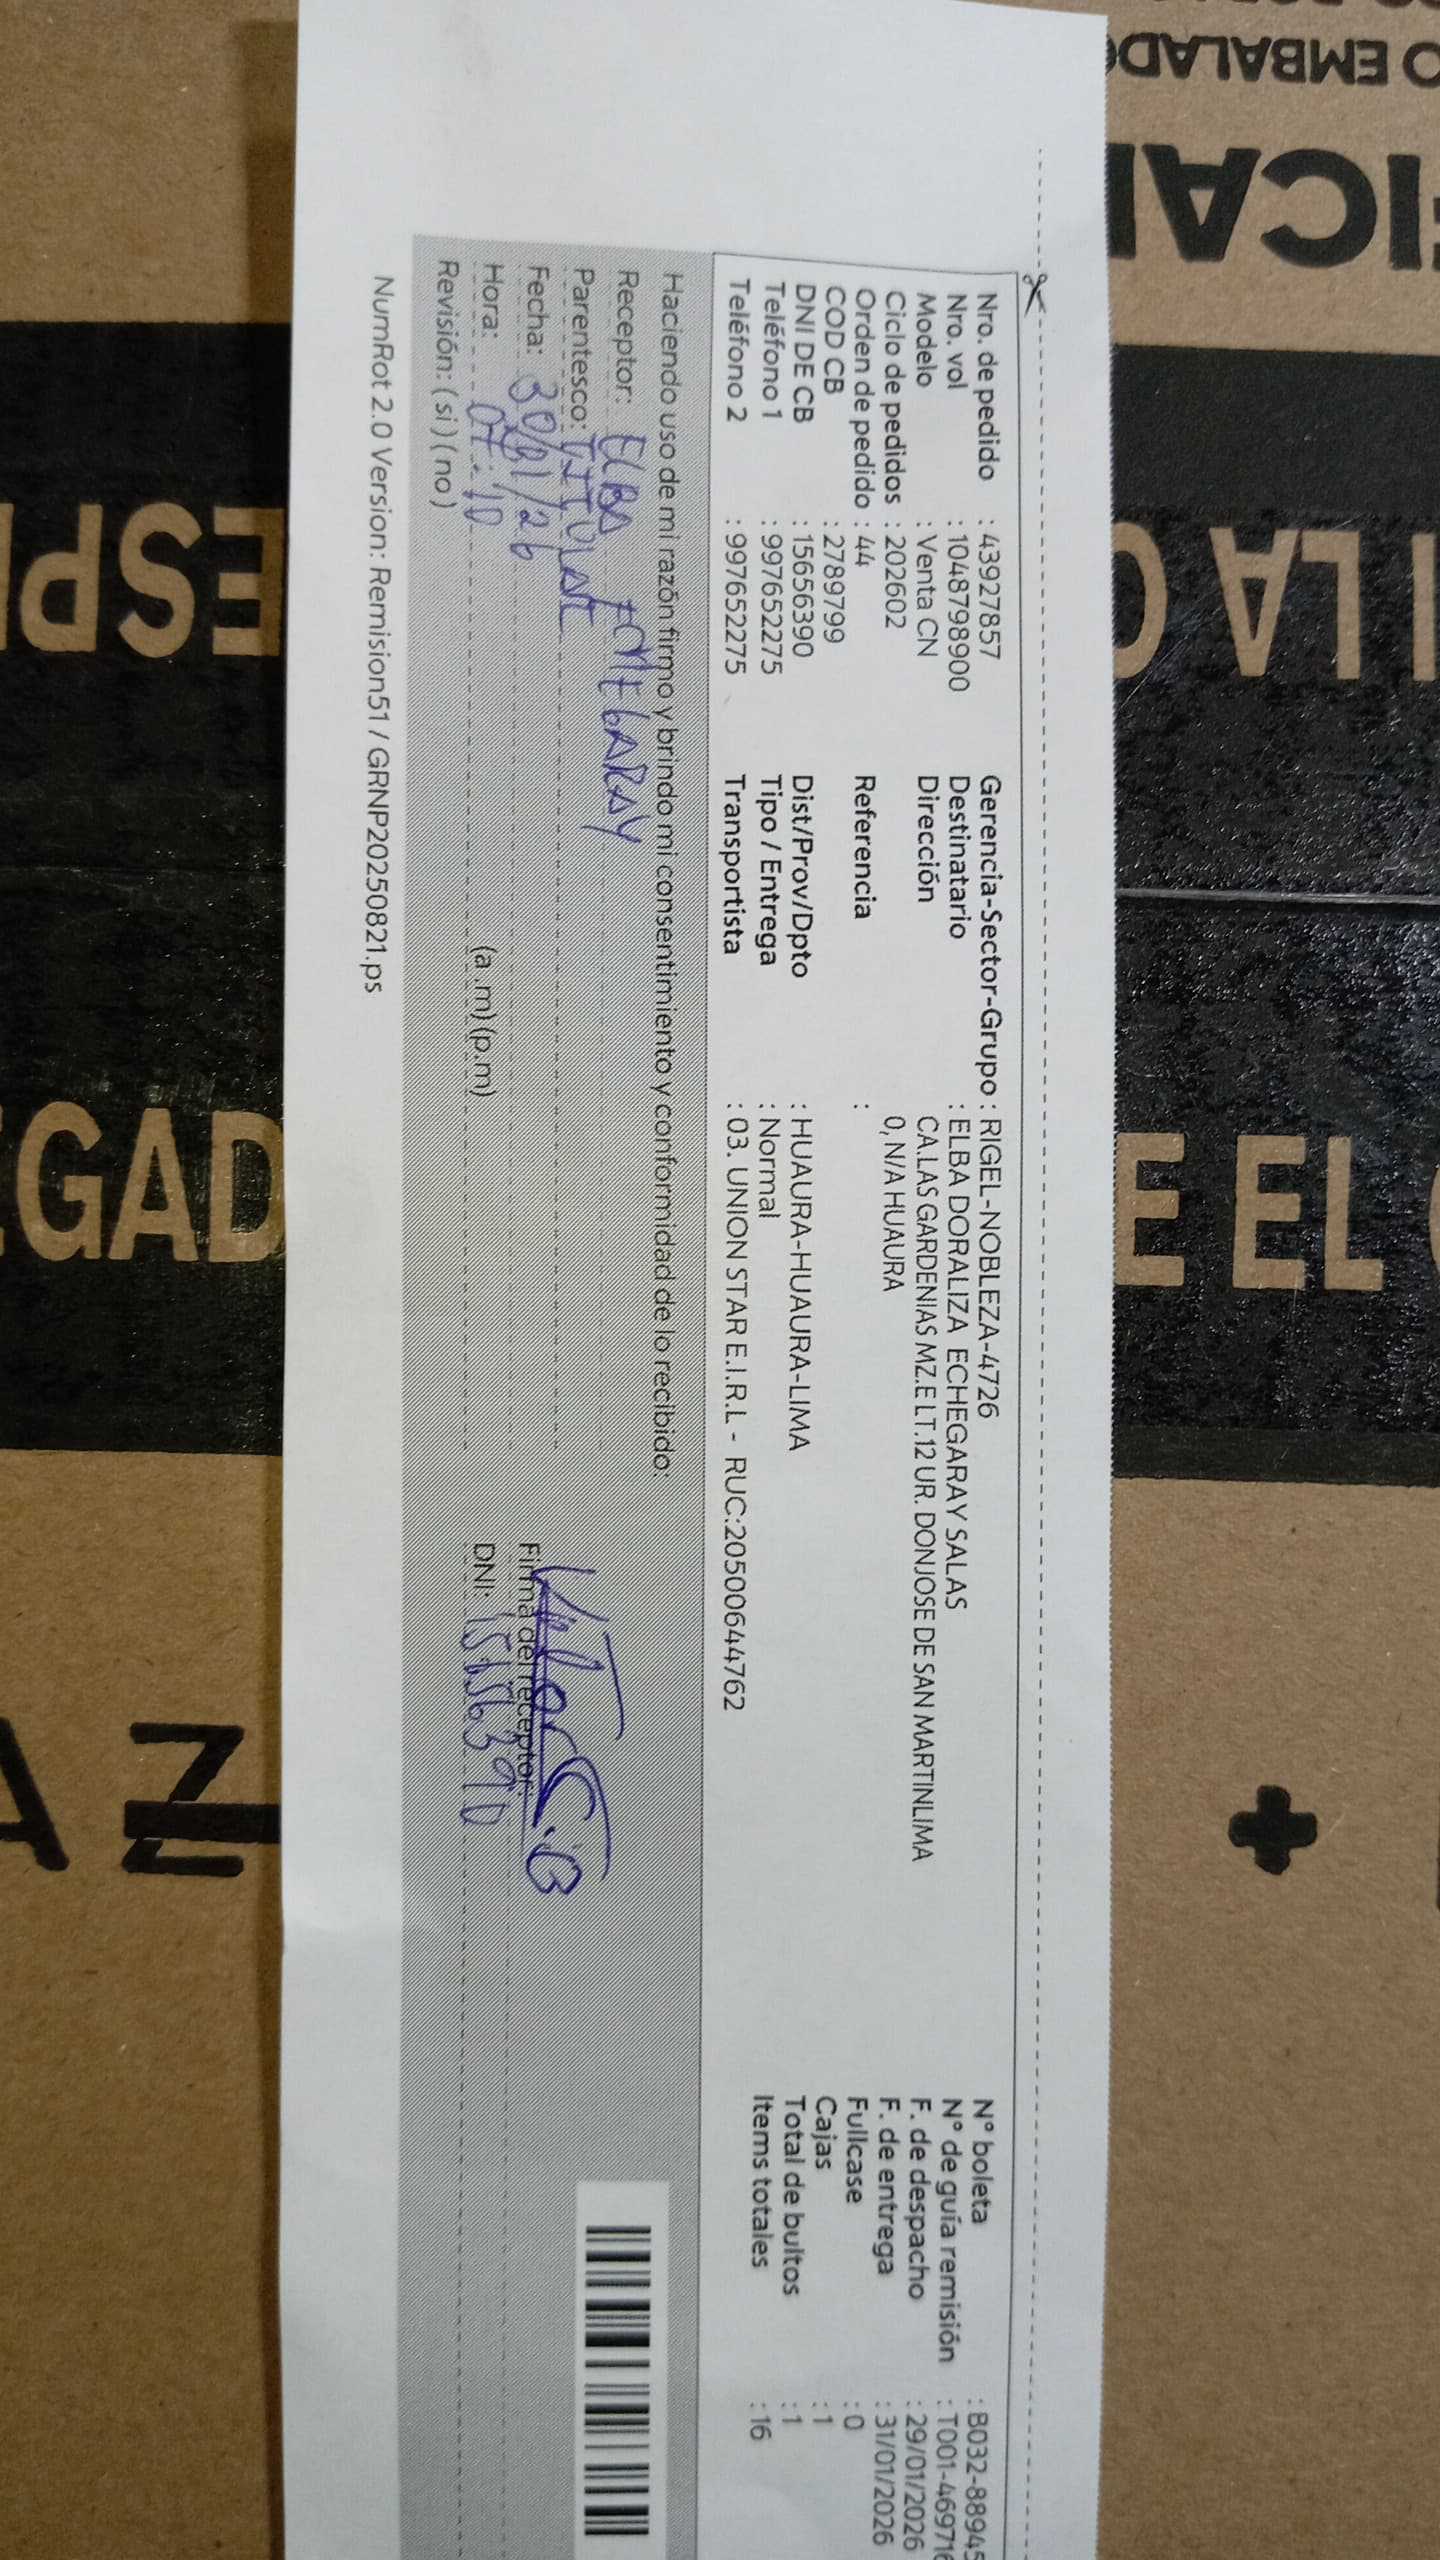 Nro. de pedido : 43927857
Nro. vol : 1048798900
Modelo : Venta CN
Ciclo de pedidos : 202602
Orden de pedido : 44
COD CB : 2789799
DNI DE CB : 15656390
Teléfono 1 : 997652275
Teléfono 2 : 997652275
Gerencia-Sector-Grupo : RIGEL-NOBLEZA-4726
Destinatario : ELBA DORALIZA ECHEGARAY SALAS
Dirección CA.LAS GARDENIAS MZ.E LT.12 UR. DONJOSE DE SAN MARTINLIMA
0, N/A HUAURA
Referencia :
Dist/Prov/Dpto : HUAURA-HUAURA-LIMA
Tipo / Entrega : Normal
Transportista : 03. UNION STAR E.I.R.L - RUC:20500644762
N° boleta : B032-88945
N° de guía remisión : T001-46971
F. de despacho : 29/01/2026
F. de entrega : 31/01/2026
Fullcase : 0
Cajas : 1
Total de bultos : 1
Items totales : 16
Haciendo uso de mi razón firmo y brindo mi consentimiento y conformidad de lo recibido:
Receptor: ELBA
Parentesco:
Fecha: 30/01/26
Hora: 07:10 (a .m) (p.m)
Revisión: ( si ) ( no )
Firma del receptor:
DNI:
NumRot 2.0 Version: Remision51 / GRNP20250821.ps
O EMBALADO
FICA
LA C
E EL
ESP
EGAD
AZ
+